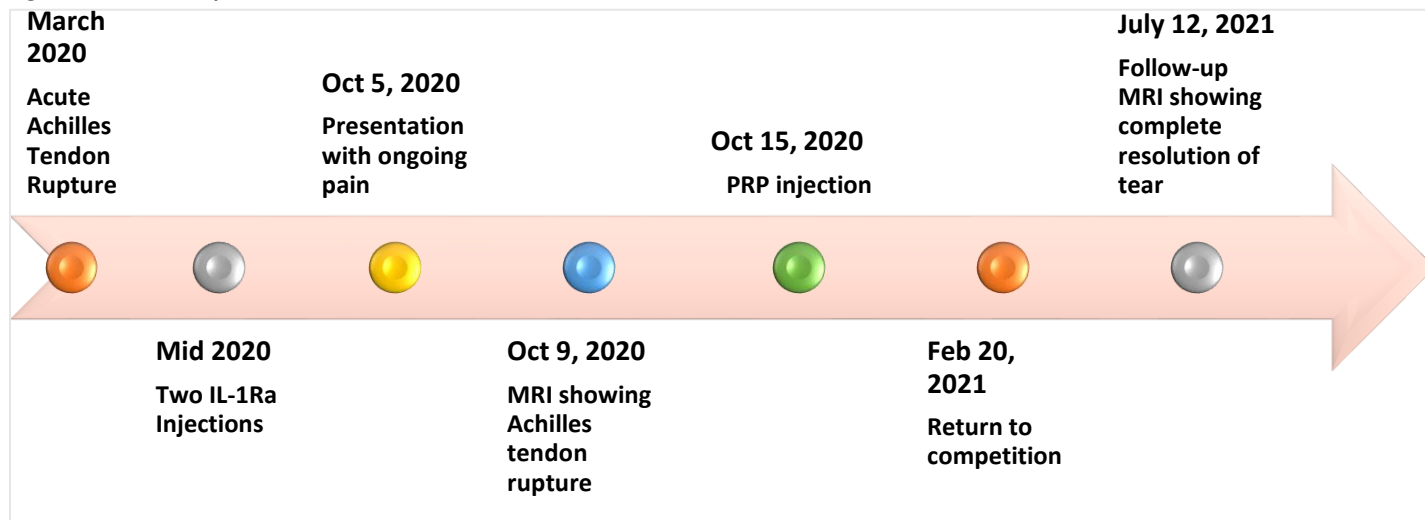 March
2020
Acute
Achilles
Tendon
Rupture
Mid 2020
Two IL-1Ra
Injections
Oct 5, 2020
Presentation
with ongoing
pain
Oct 9, 2020
MRI showing
Achilles
tendon
rupture
Oct 15, 2020
PRP injection
Feb 20,
2021
Return to
competition
July 12, 2021
Follow-up
MRI showing
complete
resolution of
tear